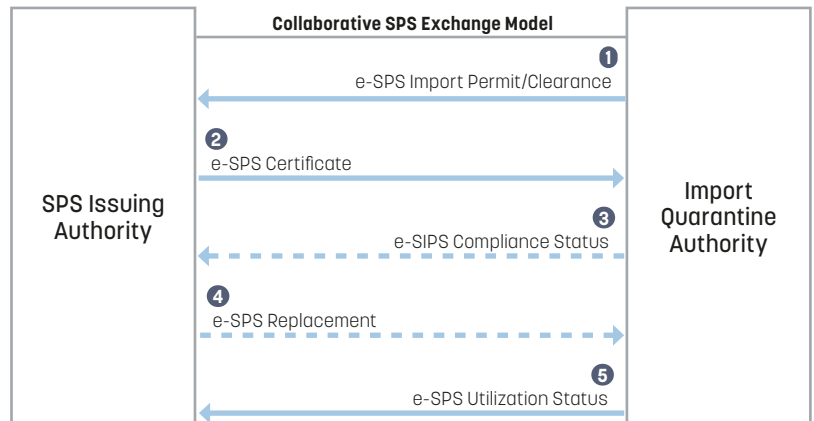 Collaborative SPS Exchange Model
1
e-SPS Import Permit/Clearance
2
e-SPS Certificate
SPS Issuing
Authority
Import
Quarantine
Authority
3
e-SIPS Compliance Status
4
e-SPS Replacement
5
e-SPS Utilization Status